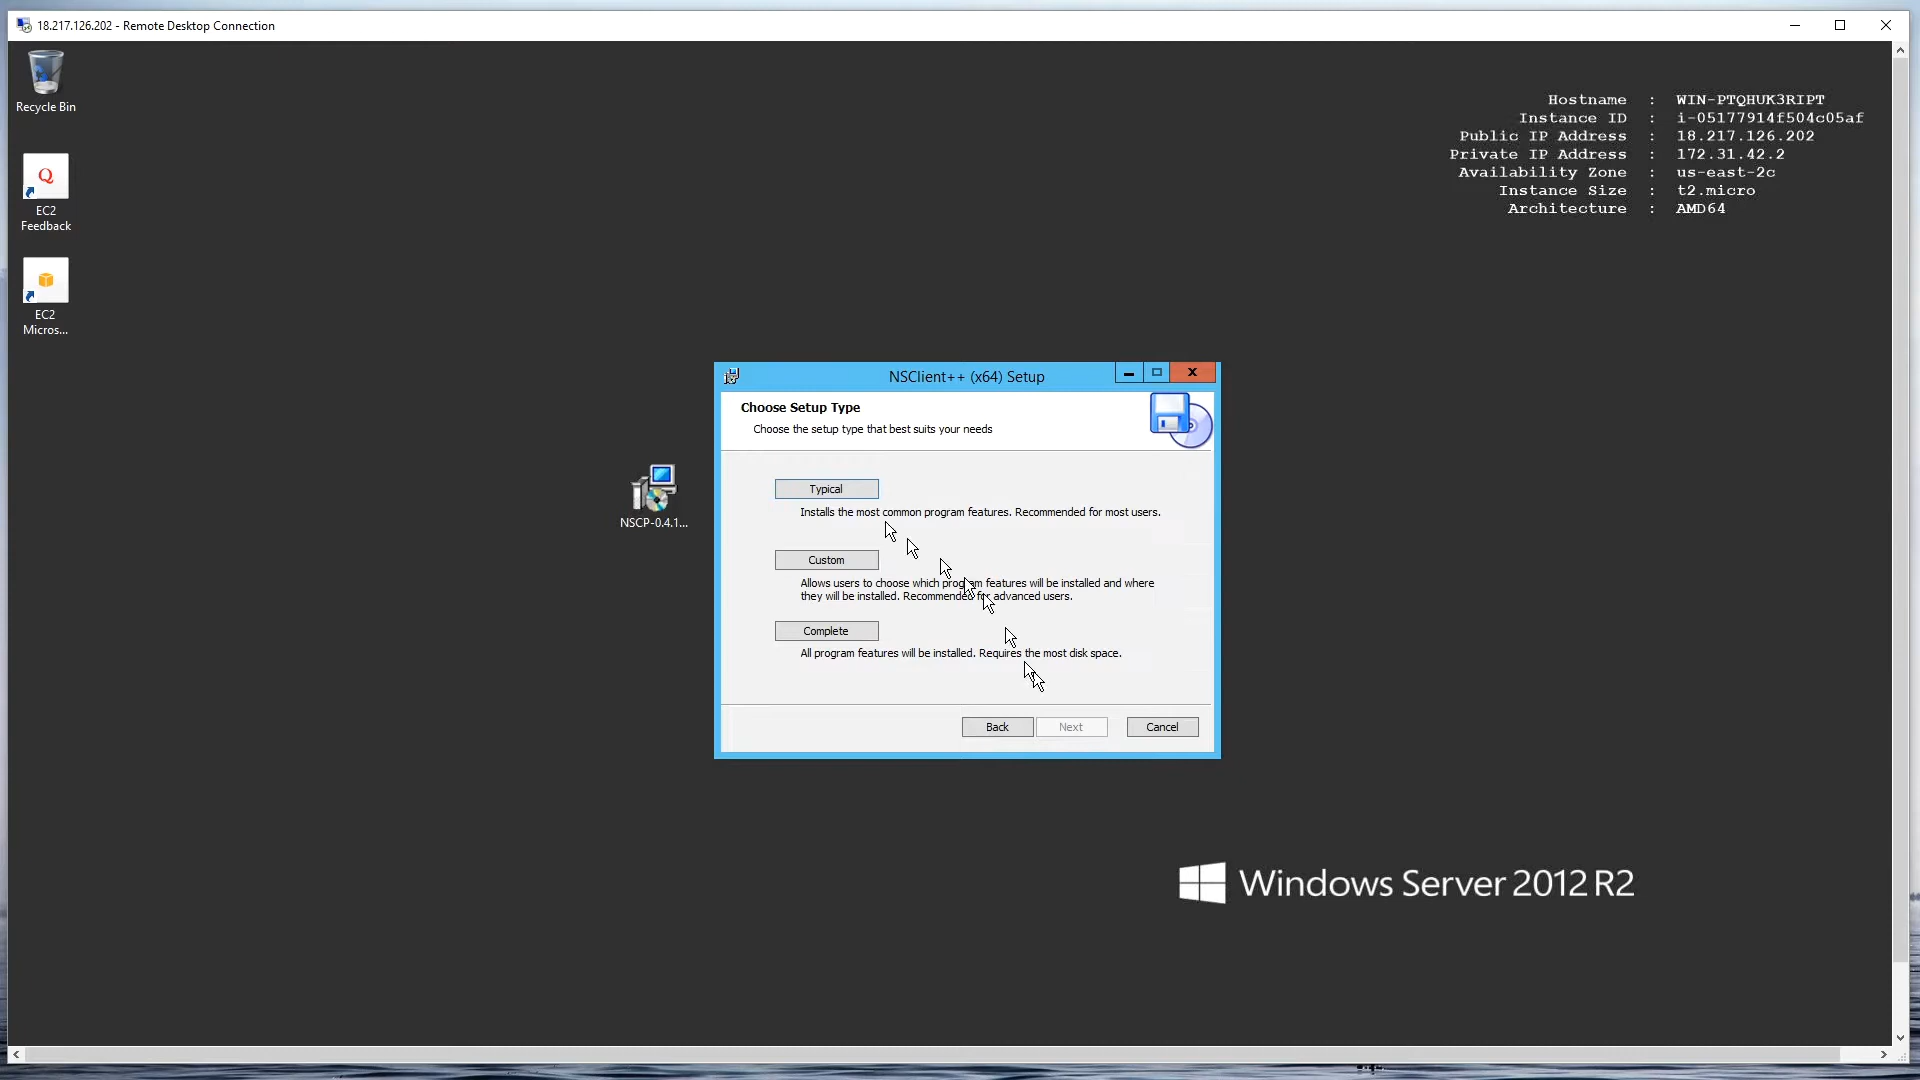 18.217.126.202 - Remote Desktop Connection
Recycle Bin
EC2
Feedback
EC2
Micros...
Hostname : WIN-PTQHUK3RIPT
Instance ID : i-05177914f504c05af
Public IP Address : 18.217.126.202
Private IP Address : 172.31.42.2
Availability Zone : us-east-2c
Instance Size : t2.micro
Architecture : AMD64
NSCP-0.4.1...
NSClient++ (x64) Setup
Choose Setup Type
Choose the setup type that best suits your needs
Typical
Installs the most common program features. Recommended for most users.
Custom
Allows users to choose which program features will be installed and where
they will be installed. Recommended for advanced users.
Complete
All program features will be installed. Requires the most disk space.
Back
Next
Cancel
Windows Server 2012 R2